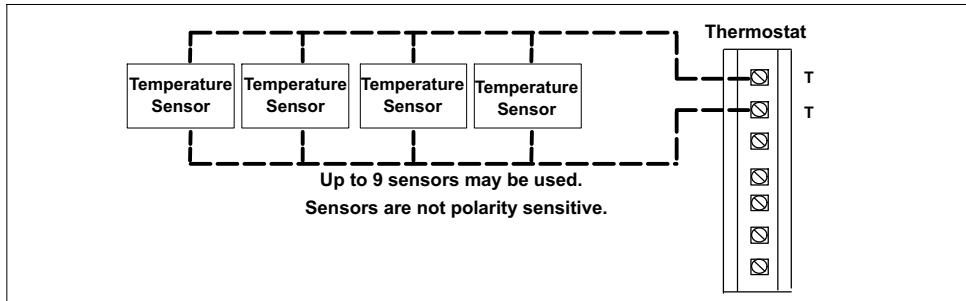 Thermostat
T
T
Temperature
Sensor
Temperature
Sensor
Temperature
Sensor
Temperature
Sensor
Up to 9 sensors may be used.
Sensors are not polarity sensitive.